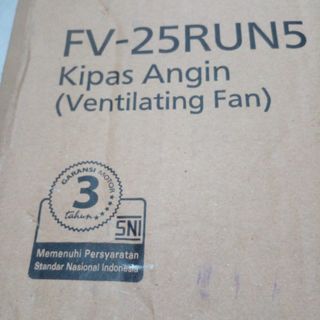 FV-25RUN5
Kipas Angin
(Ventilating Fan)
GARANSI MOTOR
3
tahun
SNI
Memenuhi Persyaratan
Standar Nasional Indonesia